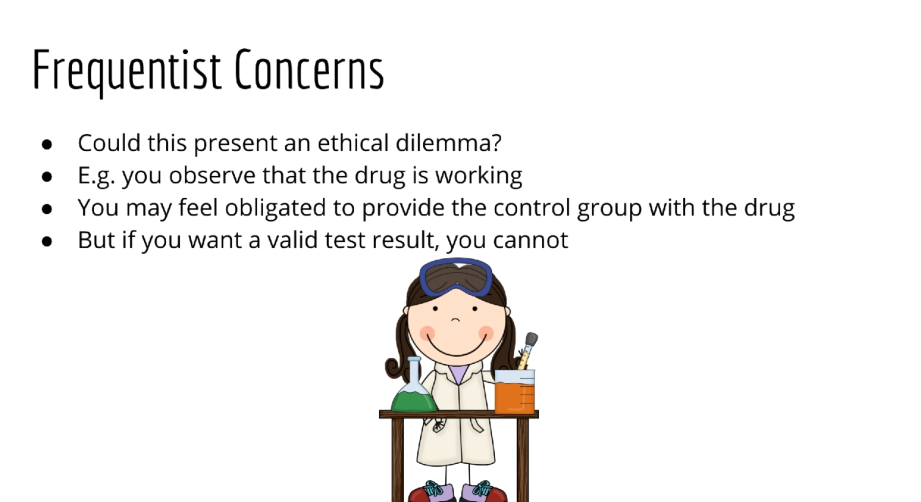 Frequentist Concerns
● Could this present an ethical dilemma?
● E.g. you observe that the drug is working
● You may feel obligated to provide the control group with the drug
● But if you want a valid test result, you cannot